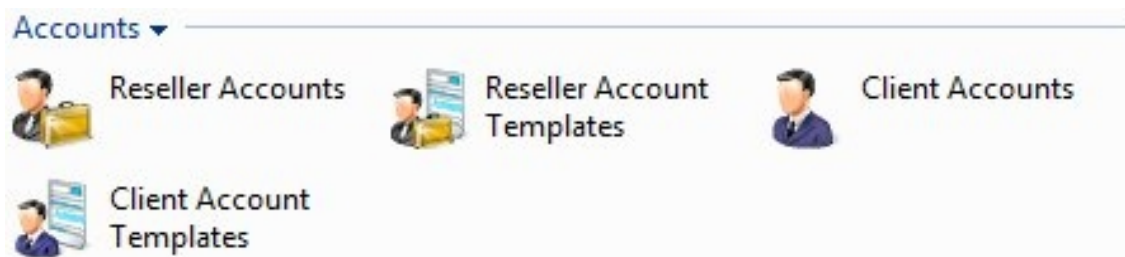 Accounts
Reseller Accounts
Reseller Account
Templates
Client Accounts
Client Account
Templates